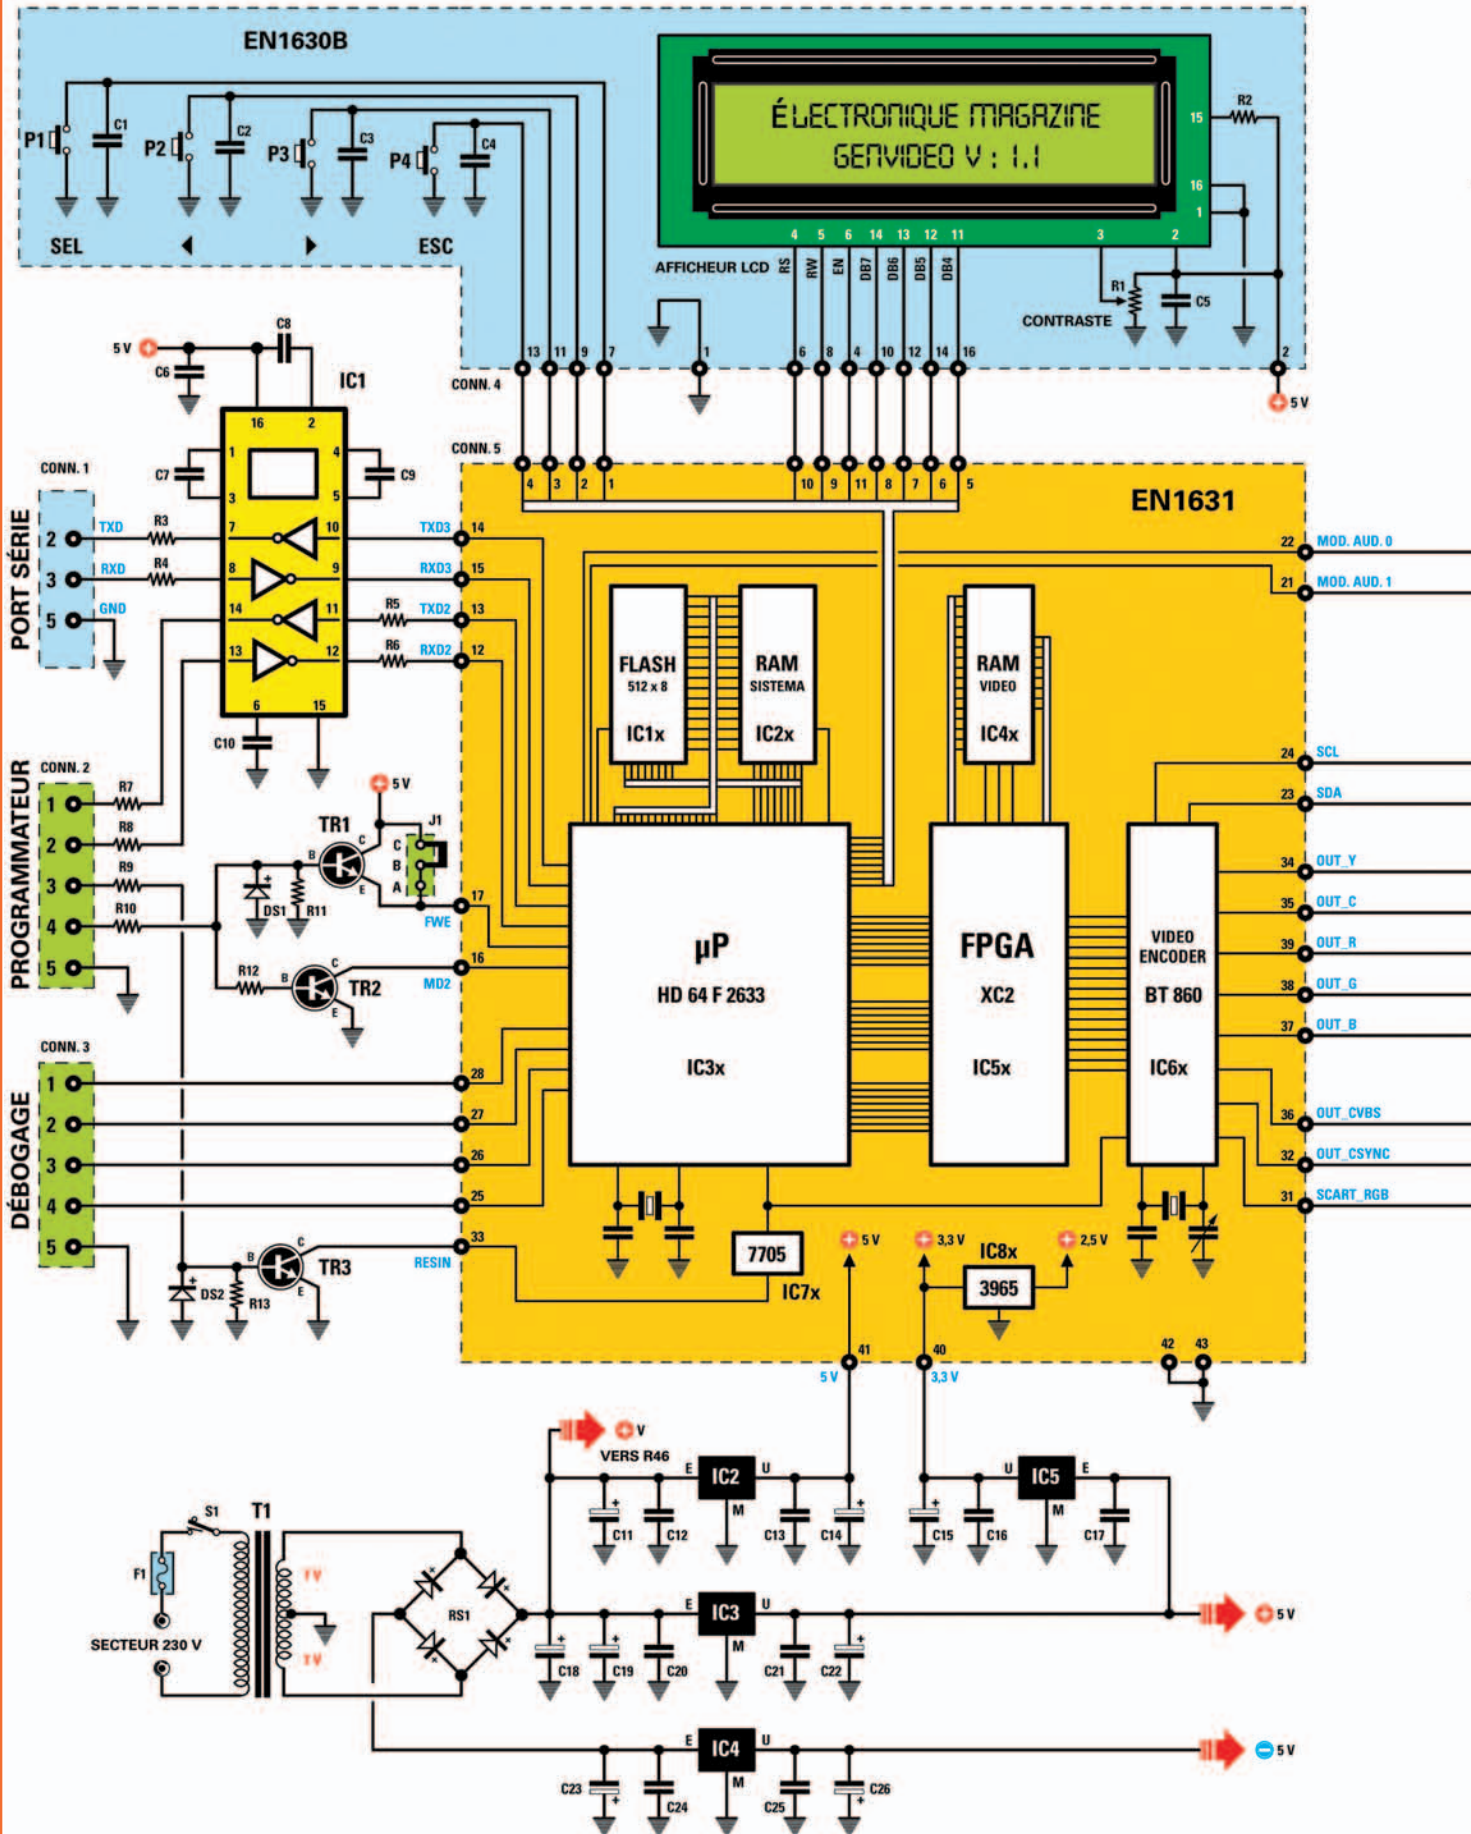 EN1630B
ÉLECTRONIQUE MAGAZINE
GENVIDEO V : 1.1
P1 C1 P2 C2 P3 C3 P4 C4
SEL ESC
15 R2
16
1
4 5 6 14 13 12 11 3 2
AFFICHEUR LCD RS RW EN DB7 DB6 DB5 DB4
R1 C5
CONTRASTE
13 11 9 7 1 6 8 4 10 12 14 16 2
CONN. 4
5 V
CONN. 5
4 3 2 1 10 9 11 8 7 6 5
EN1631
5 V C8
C6 IC1
16 2
1 4
C7 C9
3 5
PORT SÉRIE
CONN. 1
2 TXD R3 7 10 TXD3 14
3 RXD R4 8 9 RXD3 15
5 GND 14 11 R5 TXD2 13
13 12 R6 RXD2 12
6 15
C10
22 MOD. AUD. 0
21 MOD. AUD. 1
FLASH
512 x 8
IC1x
RAM
SISTEMA
IC2x
RAM
VIDEO
IC4x
24 SCL
23 SDA
34 OUT_Y
35 OUT_C
39 OUT_R
38 OUT_G
37 OUT_B
36 OUT_CVBS
32 OUT_CSYNC
31 SCART_RGB
PROGRAMMATEUR
CONN. 2
1 R7
2 R8
3 R9
4 R10
5
5 V
TR1 J1
B C E
C
B
A
DS1 R11
17
FWE
R12 B C E TR2
16
MD2
µP
HD 64 F 2633
IC3x
FPGA
XC2
IC5x
VIDEO
ENCODER
BT 860
IC6x
DÉBOGAGE
CONN. 3
1 28
2 27
3 26
4 25
5 33
RESIN
B C E TR3
DS2 R13
7705
IC7x
5 V 3,3 V 2,5 V
IC8x
3965
41 40 42 43
5 V 3,3 V
V
VERS R46
E IC2 U
M
C11 C12 C13 C14
U IC5 E
M
C15 C16 C17
S1 T1
F1
SECTEUR 230 V
RS1
E IC3 U
M
5 V
C18 C19 C20 C21 C22
E IC4 U
M
5 V
C23 C24 C25 C26